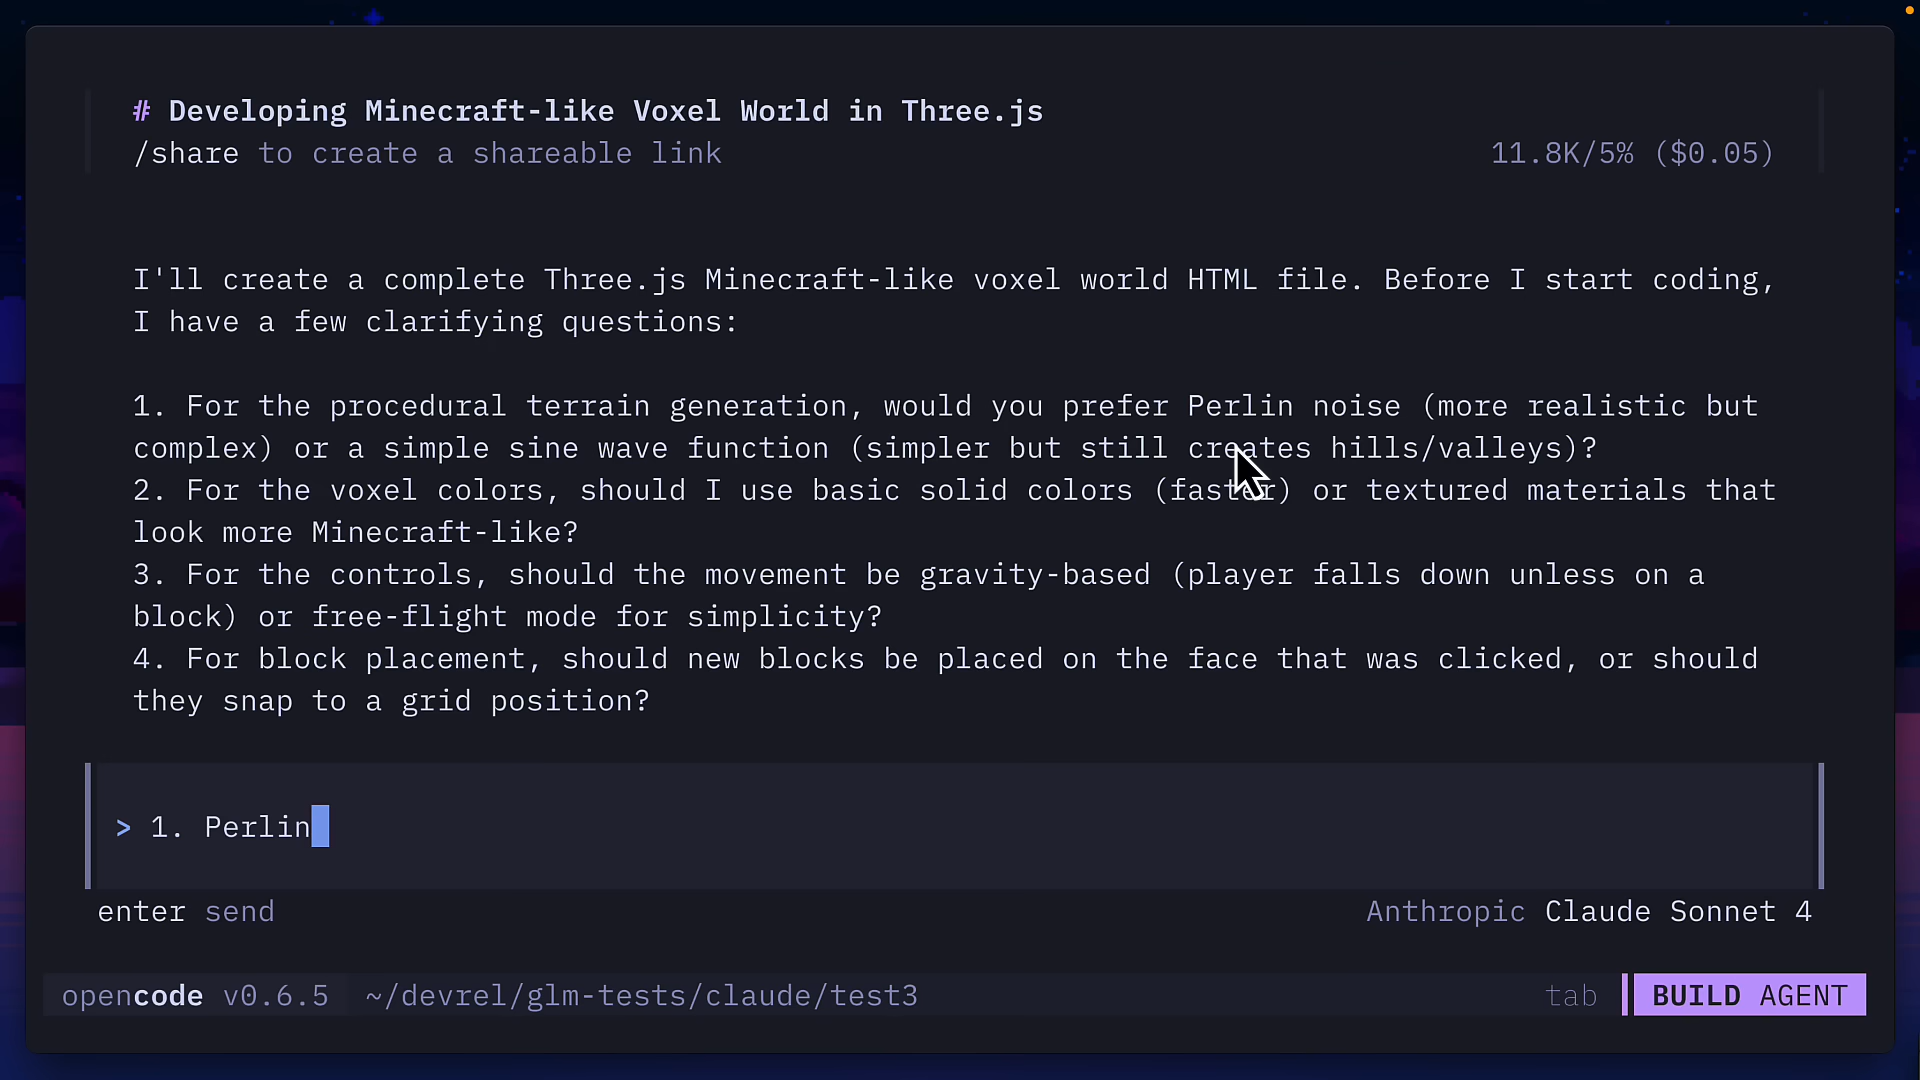 # Developing Minecraft-like Voxel World in Three.js
/share to create a shareable link 11.8K/5% ($0.05)
I'll create a complete Three.js Minecraft-like voxel world HTML file. Before I start coding,
I have a few clarifying questions:
1. For the procedural terrain generation, would you prefer Perlin noise (more realistic but
complex) or a simple sine wave function (simpler but still creates hills/valleys)?
2. For the voxel colors, should I use basic solid colors (faster) or textured materials that
look more Minecraft-like?
3. For the controls, should the movement be gravity-based (player falls down unless on a
block) or free-flight mode for simplicity?
4. For block placement, should new blocks be placed on the face that was clicked, or should
they snap to a grid position?
> 1. Perlin
enter send Anthropic Claude Sonnet 4
opencode v0.6.5 ~/devrel/glm-tests/claude/test3 tab BUILD AGENT